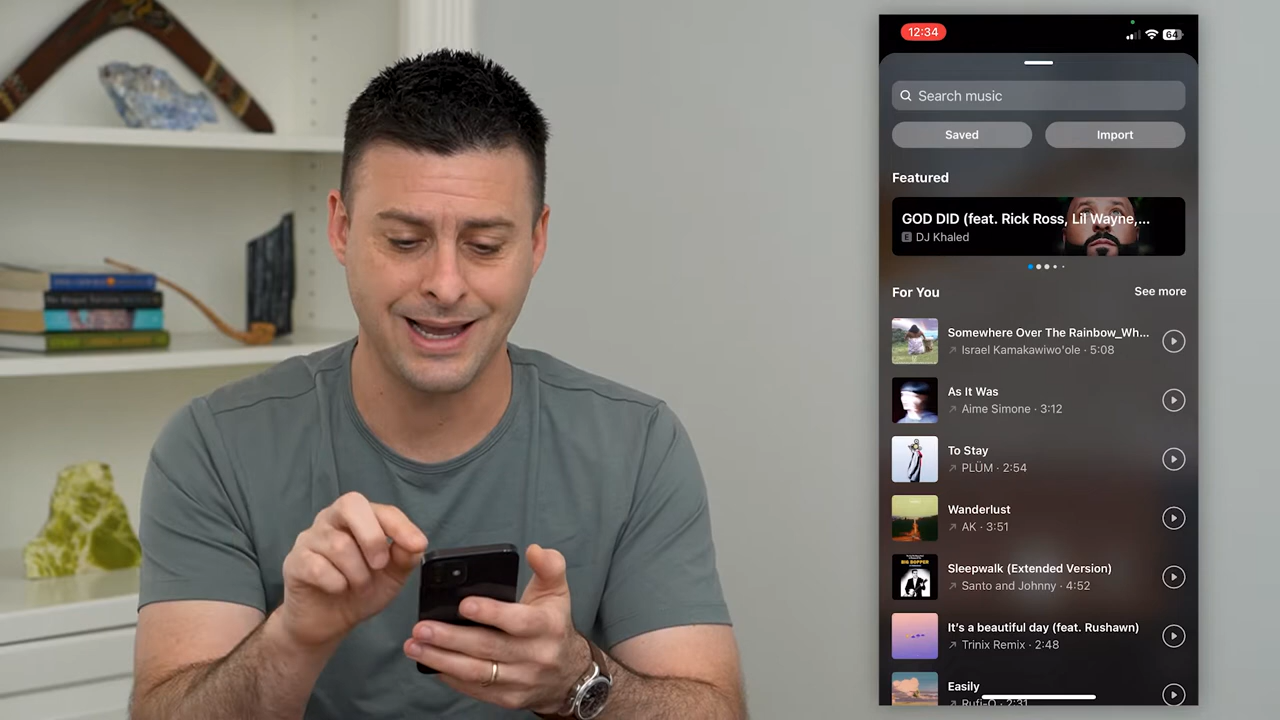 12:34
64
Search music
Saved
Import
Featured
GOD DID (feat. Rick Ross, Lil Wayne,...
E DJ Khaled
For You
See more
Somewhere Over The Rainbow_Wh...
Israel Kamakawiwo'ole · 5:08
As It Was
Aime Simone · 3:12
To Stay
PLÜM · 2:54
Wanderlust
AK · 3:51
Sleepwalk (Extended Version)
Santo and Johnny · 4:52
It's a beautiful day (feat. Rushawn)
Trinix Remix · 2:48
Easily
Rufi-O · 2:31